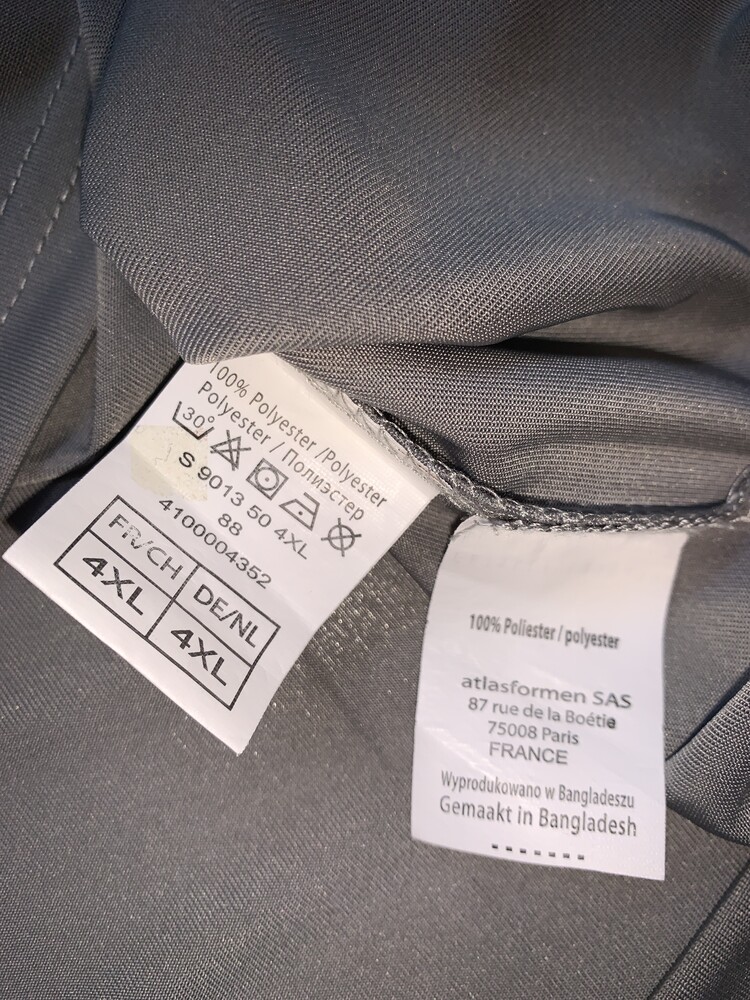 100% Polyester /Polyester
Polyester / Полиэстер
30°
S 9013 50 4XL
88
4100004352
FR/CH DE/NL
4XL 4XL
100% Poliester / polyester
atlasformen SAS
87 rue de la Boétie
75008 Paris
FRANCE
Wyprodukowano w Bangladeszu
Gemaakt in Bangladesh